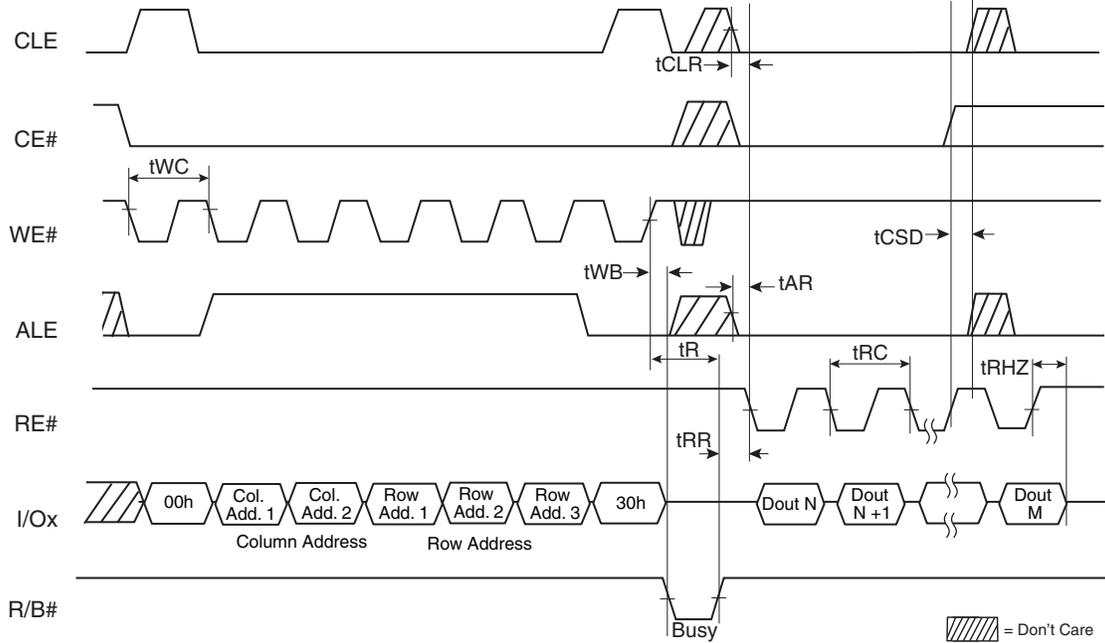 CLE
tCLR
CE#
tWC
WE#
tCSD
tWB
tAR
ALE
tR
tRC
tRHZ
RE#
tRR
I/Ox
00h
Col. Add. 1
Col. Add. 2
Row Add. 1
Row Add. 2
Row Add. 3
30h
Dout N
Dout N +1
Dout M
Column Address
Row Address
R/B#
Busy
= Don't Care